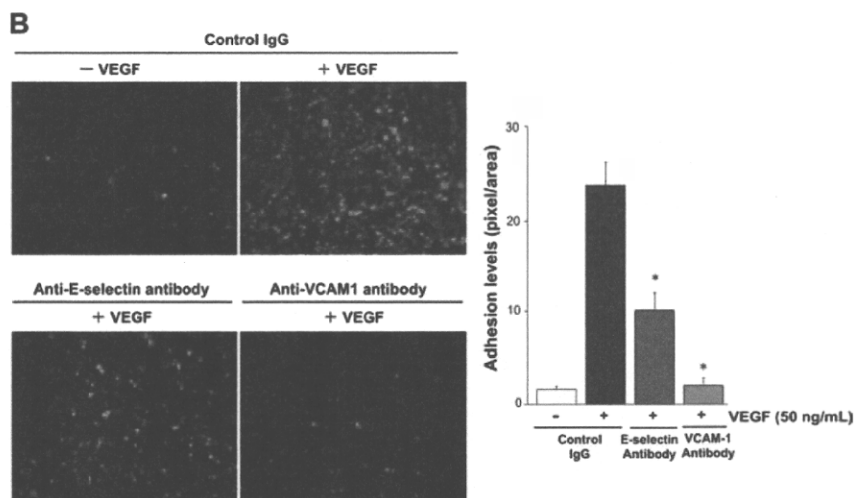 B
Control IgG
— VEGF
+ VEGF
Anti-E-selectin antibody
Anti-VCAM1 antibody
+ VEGF
+ VEGF
Adhesion levels (pixel/area)
30
20
10
0
*
*
- + + + VEGF (50 ng/mL)
Control IgG
E-selectin Antibody
VCAM-1 Antibody